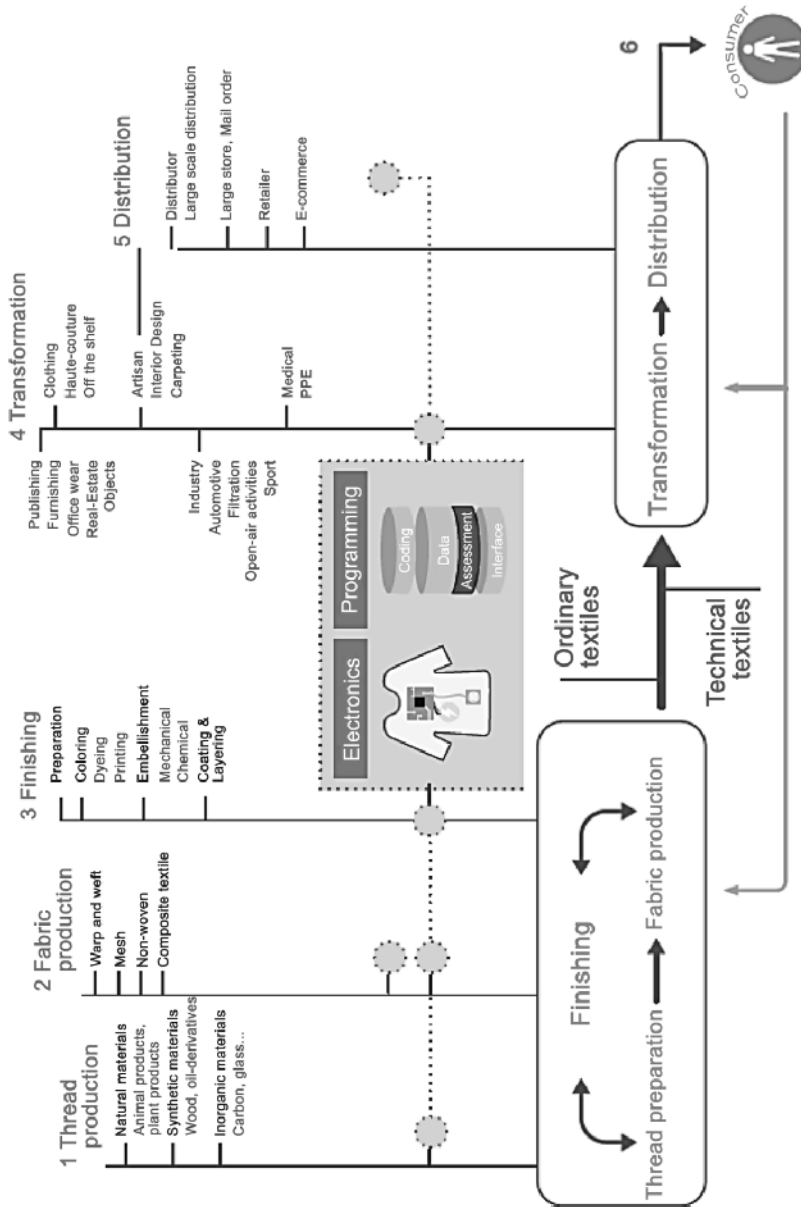 1 Thread
production
Natural materials
Animal products,
plant products
Synthetic materials
Wood, oil-derivatives
Inorganic materials
Carbon, glass...
2 Fabric
production
Warp and weft
Mesh
Non-woven
Composite textile
3 Finishing
Preparation
Coloring
Dyeing
Printing
Embellishment
Mechanical
Chemical
Coating &
Layering
4 Transformation
Publishing
Furnishing
Office wear
Real-Estate
Objects
Clothing
Haute-couture
Off the shelf
Artisan
Interior Design
Carpeting
Industry
Automotive
Filtration
Open-air activities
Sport
Medical
PPE
5 Distribution
Distributor
Large scale distribution
Large store, Mail order
Retailer
E-commerce
Electronics
Programming
Coding
Data
Assessment
Interface
Finishing
Thread preparation
Fabric production
Ordinary
textiles
Technical
textiles
Transformation
Distribution
6
Consumer